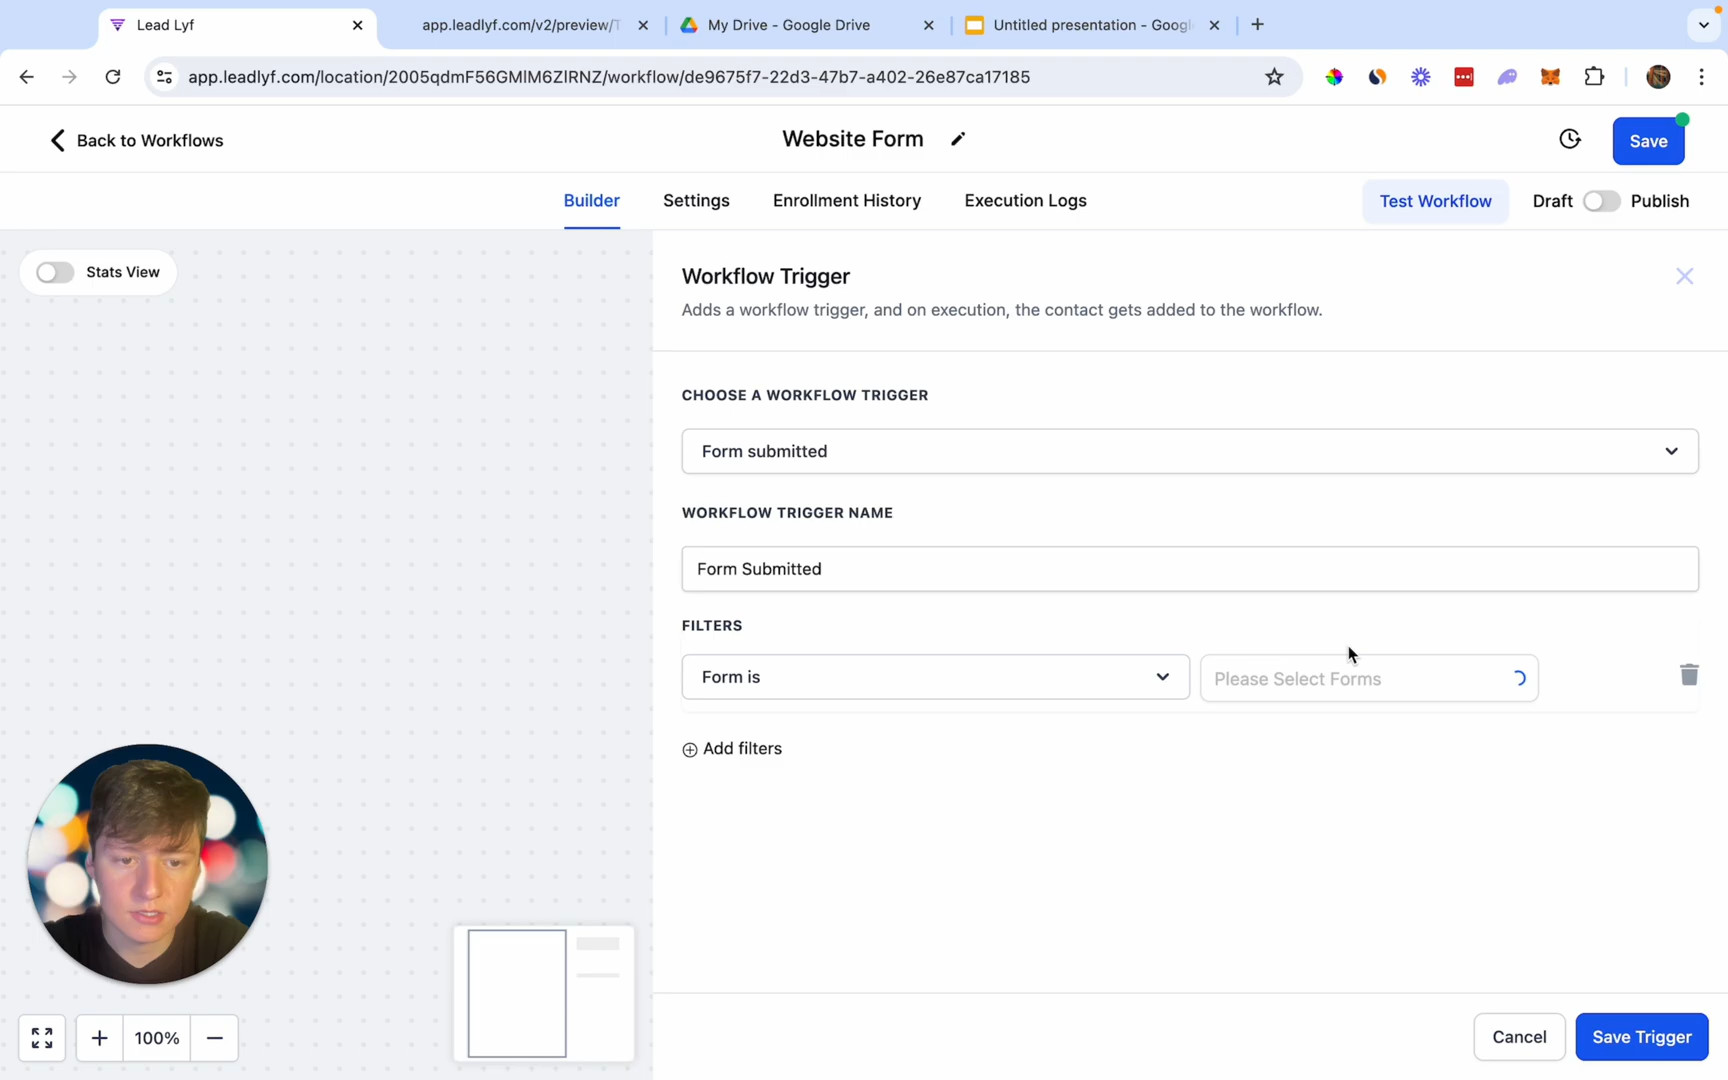 Lead Lyf
app.leadlyf.com/v2/preview/
My Drive - Google Drive
Untitled presentation - Goog
app.leadlyf.com/location/2005qdmF56GMlM6ZlRNZ/workflow/de9675f7-22d3-47b7-a402-26e87ca17185
Back to Workflows
Website Form
Save
Builder
Settings
Enrollment History
Execution Logs
Test Workflow
Draft
Publish
Stats View
Workflow Trigger
Adds a workflow trigger, and on execution, the contact gets added to the workflow.
CHOOSE A WORKFLOW TRIGGER
Form submitted
WORKFLOW TRIGGER NAME
Form Submitted
FILTERS
Form is
Please Select Forms
Add filters
100%
Cancel
Save Trigger